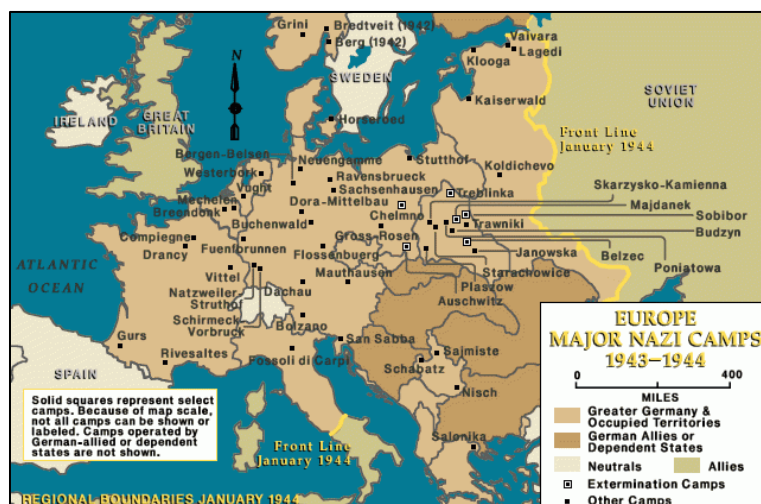 Grini
Bredtveit (1942)
Berg (1942)
Vaivara
Lagedi
Klooga
N
SWEDEN
SOVIET
UNION
Kaiserwald
IRELAND
GREAT
BRITAIN
Horseroed
Front Line
January 1944
Bergen-Belsen
Neuengamme
Stutthof
Koldichevo
Westerbork
Ravensbrueck
Sachsenhausen
Treblinka
Skarzysko-Kamienna
Vught
Dora-Mittelbau
Majdanek
Mechelen
Breendonk
Chelmno
Sobibor
Buchenwald
Trawniki
Budzyn
Compiegne
Drancy
Fuenfbrunnen
Gross-Rosen
Flossenbuerg
Janowska
Belzec
ATLANTIC
OCEAN
Vittel
Mauthausen
Starachowice
Poniatowa
Natzweiler
Struthof
Dachau
Plaszow
Auschwitz
Schirmeck
Vorbruck
Bolzano
San Sabba
Gurs
Rivesaltes
Fossoli di Carpi
Sajmiste
Schabatz
SPAIN
Nisch
Salonika
Front Line
January 1944
Solid squares represent select
camps. Because of map scale,
not all camps can be shown or
labeled. Camps operated by
German-allied or dependent
states are not shown.
REGIONAL BOUNDARIES JANUARY 1944
EUROPE
MAJOR NAZI CAMPS
1943-1944
0 400
MILES
Greater Germany &
Occupied Territories
German Allies or
Dependent States
Neutrals Allies
Extermination Camps
Other Camps